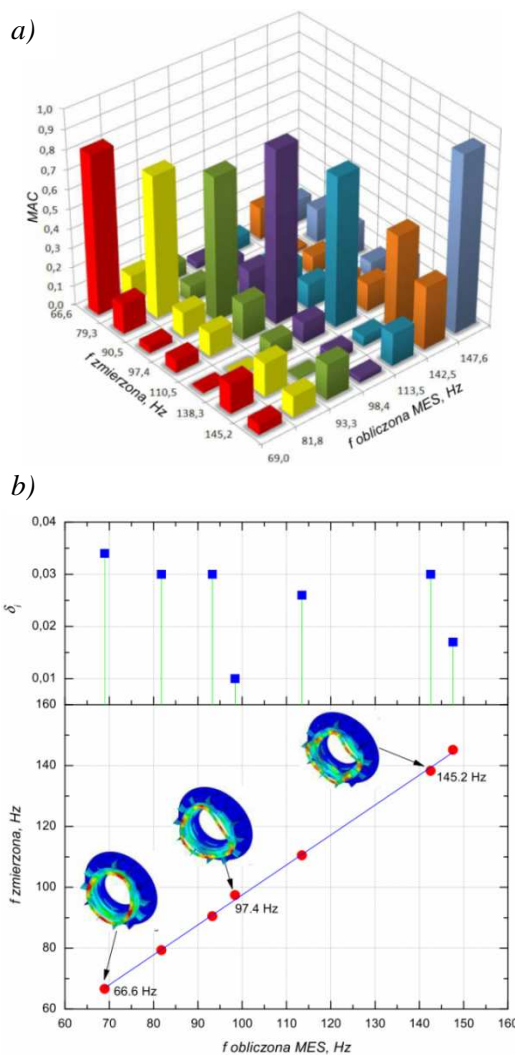 a)
1,0
0,9
0,8
0,7
0,6
0,5
0,4
0,3
0,2
0,1
0,0
MAC
66,6
79,3
90,5
97,4
110,5
138,3
145,2
f zmierzona, Hz
69,0
81,8
93,3
98,4
113,5
142,5
147,6
f obliczona MES, Hz
b)
0,04
0,03
0,02
0,01
δi
160
140
120
100
80
60
f zmierzona, Hz
145.2 Hz
97.4 Hz
66.6 Hz
60 70 80 90 100 110 120 130 140 150 160
f obliczona MES, Hz